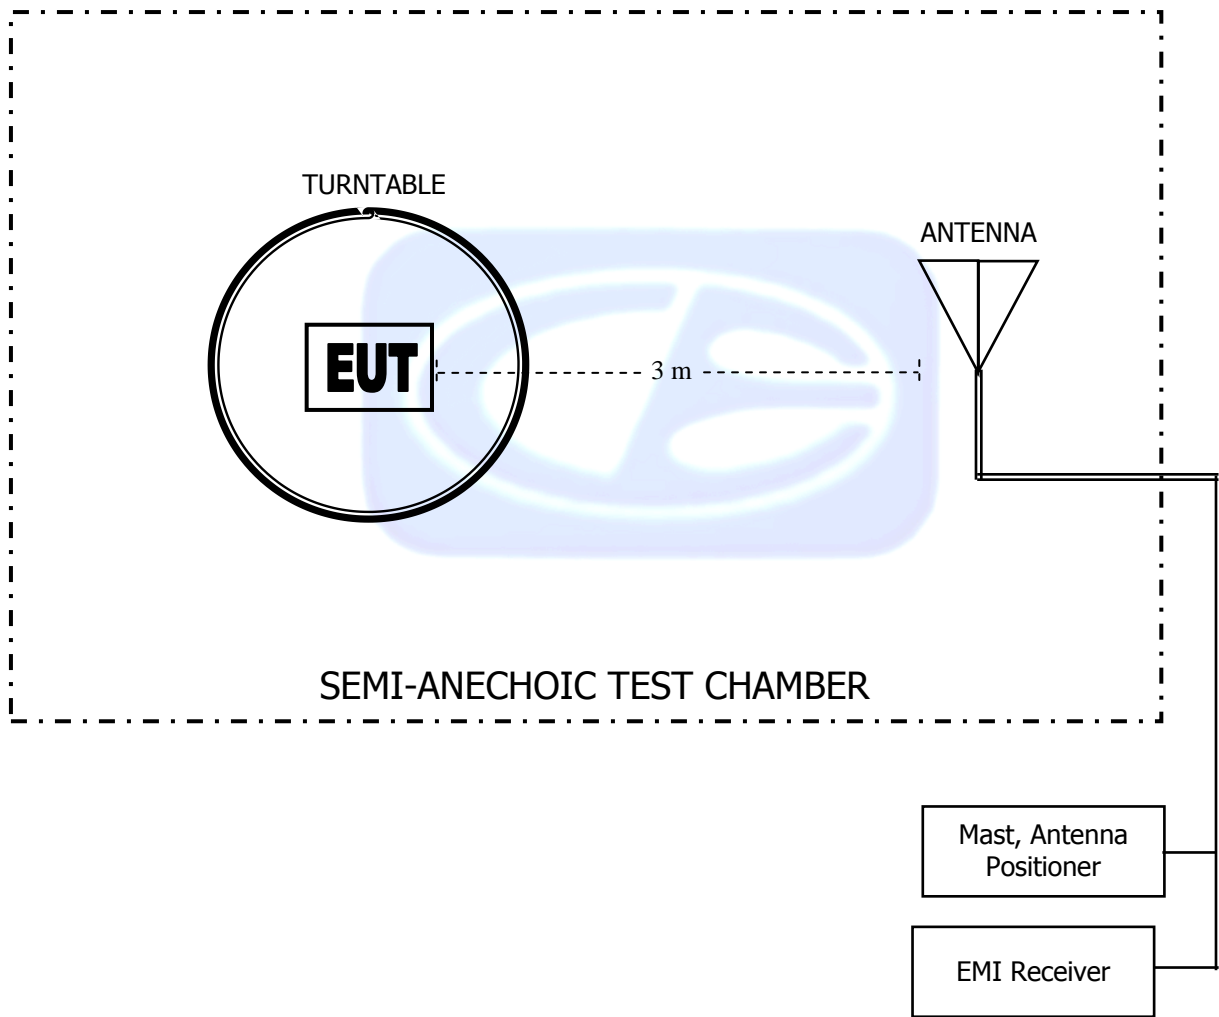 TURNTABLE
ANTENNA
EUT
3 m
SEMI-ANECHOIC TEST CHAMBER
Mast, Antenna
Positioner
EMI Receiver